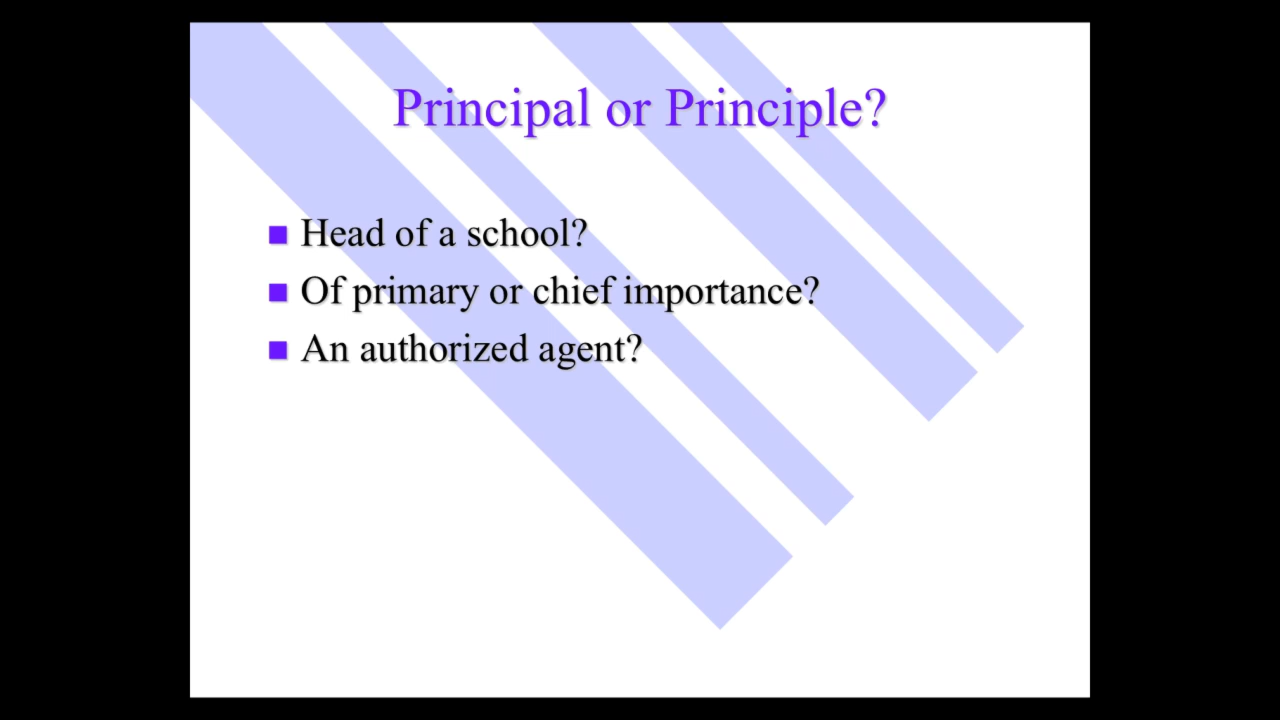 Principal or Principle?
Head of a school?
Of primary or chief importance?
An authorized agent?